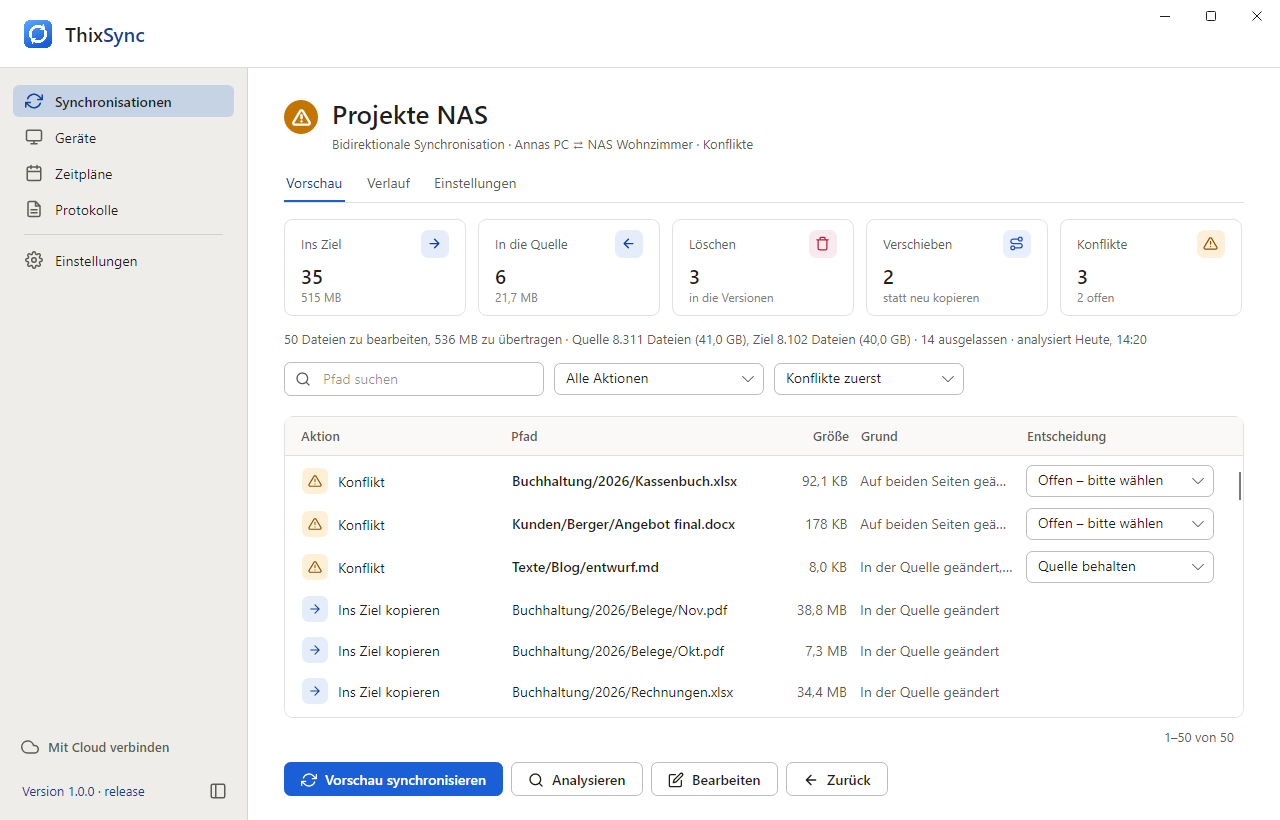 ThixSync
Synchronisationen
Geräte
Zeitpläne
Protokolle
Einstellungen
Mit Cloud verbinden
Version 1.0.0 · release
Projekte NAS
Bidirektionale Synchronisation · Annas PC ⇄ NAS Wohnzimmer · Konflikte
Vorschau Verlauf Einstellungen
Ins Ziel
35
515 MB
In die Quelle
6
21,7 MB
Löschen
3
in die Versionen
Verschieben
2
statt neu kopieren
Konflikte
3
2 offen
50 Dateien zu bearbeiten, 536 MB zu übertragen · Quelle 8.311 Dateien (41,0 GB), Ziel 8.102 Dateien (40,0 GB) · 14 ausgelassen · analysiert Heute, 14:20
Pfad suchen Alle Aktionen Konflikte zuerst
Aktion Pfad Größe Grund Entscheidung
Konflikt Buchhaltung/2026/Kassenbuch.xlsx 92,1 KB Auf beiden Seiten geä... Offen – bitte wählen
Konflikt Kunden/Berger/Angebot final.docx 178 KB Auf beiden Seiten geä... Offen – bitte wählen
Konflikt Texte/Blog/entwurf.md 8,0 KB In der Quelle geändert,... Quelle behalten
Ins Ziel kopieren Buchhaltung/2026/Belege/Nov.pdf 38,8 MB In der Quelle geändert
Ins Ziel kopieren Buchhaltung/2026/Belege/Okt.pdf 7,3 MB In der Quelle geändert
Ins Ziel kopieren Buchhaltung/2026/Rechnungen.xlsx 34,4 MB In der Quelle geändert
1–50 von 50
Vorschau synchronisieren Analysieren Bearbeiten Zurück